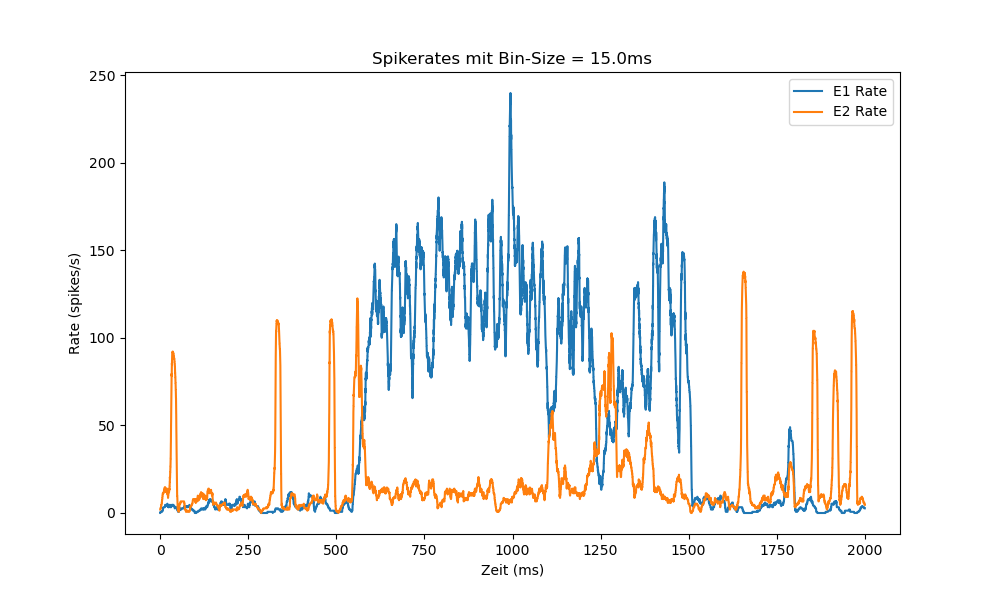 Spikerates mit Bin-Size = 15.0ms
E1 Rate
E2 Rate
250
200
150
100
50
0
Rate (spikes/s)
0 250 500 750 1000 1250 1500 1750 2000
Zeit (ms)